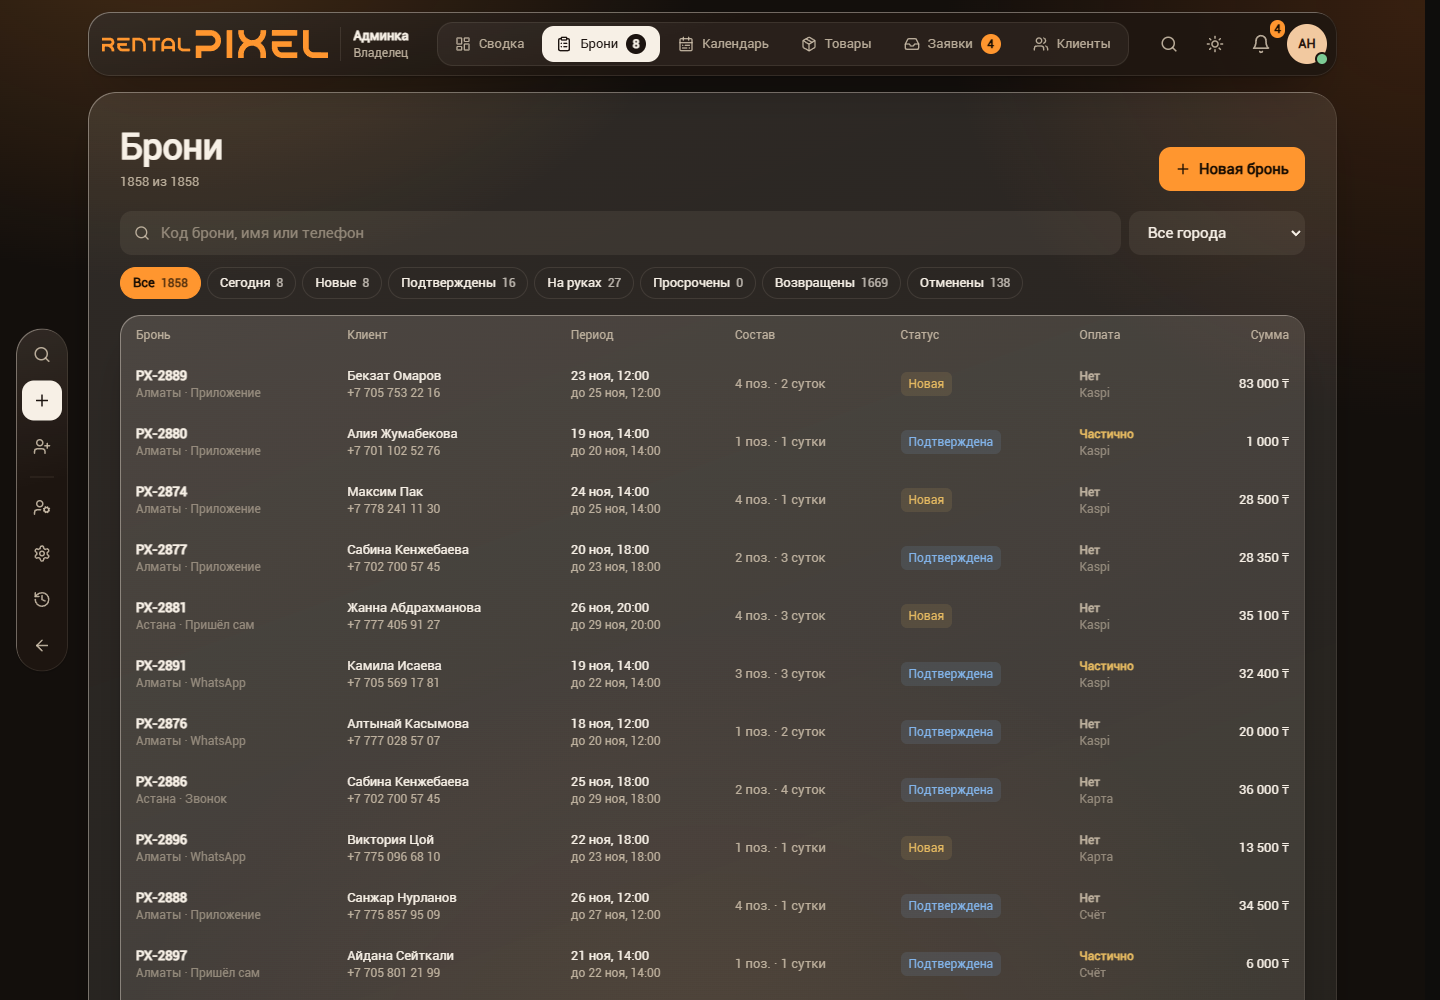 RENTAL PIXEL
Админка
Владелец
Сводка
Брони 8
Календарь
Товары
Заявки 4
Клиенты
4
АН
Брони
1858 из 1858
+ Новая бронь
Код брони, имя или телефон
Все города
Все 1858
Сегодня 8
Новые 8
Подтверждены 16
На руках 27
Просрочены 0
Возвращены 1669
Отменены 138
Бронь Клиент Период Состав Статус Оплата Сумма
PX-2889 Бекзат Омаров 23 ноя, 12:00 4 поз. · 2 суток Новая Нет 83 000 ₸
Алматы · Приложение +7 705 753 22 16 до 25 ноя, 12:00 Kaspi
PX-2880 Алия Жумабекова 19 ноя, 14:00 1 поз. · 1 сутки Подтверждена Частично 1 000 ₸
Алматы · Приложение +7 701 102 52 76 до 20 ноя, 14:00 Kaspi
PX-2874 Максим Пак 24 ноя, 14:00 4 поз. · 1 сутки Новая Нет 28 500 ₸
Алматы · Приложение +7 778 241 11 30 до 25 ноя, 14:00 Kaspi
PX-2877 Сабина Кенжебаева 20 ноя, 18:00 2 поз. · 3 суток Подтверждена Нет 28 350 ₸
Алматы · Приложение +7 702 700 57 45 до 23 ноя, 18:00 Kaspi
PX-2881 Жанна Абдрахманова 26 ноя, 20:00 4 поз. · 3 суток Новая Нет 35 100 ₸
Астана · Пришёл сам +7 777 405 91 27 до 29 ноя, 20:00 Kaspi
PX-2891 Камила Исаева 19 ноя, 14:00 3 поз. · 3 суток Подтверждена Частично 32 400 ₸
Алматы · WhatsApp +7 705 569 17 81 до 22 ноя, 14:00 Kaspi
PX-2876 Алтынай Касымова 18 ноя, 12:00 1 поз. · 2 суток Подтверждена Нет 20 000 ₸
Алматы · WhatsApp +7 777 028 57 07 до 20 ноя, 12:00 Kaspi
PX-2886 Сабина Кенжебаева 25 ноя, 18:00 2 поз. · 4 суток Подтверждена Нет 36 000 ₸
Астана · Звонок +7 702 700 57 45 до 29 ноя, 18:00 Карта
PX-2896 Виктория Цой 22 ноя, 18:00 1 поз. · 1 сутки Новая Нет 13 500 ₸
Алматы · WhatsApp +7 775 096 68 10 до 23 ноя, 18:00 Карта
PX-2888 Санжар Нурланов 26 ноя, 12:00 4 поз. · 1 сутки Подтверждена Нет 34 500 ₸
Алматы · Приложение +7 775 857 95 09 до 27 ноя, 12:00 Счёт
PX-2897 Айдана Сейткали 21 ноя, 14:00 1 поз. · 1 сутки Подтверждена Частично 6 000 ₸
Алматы · Пришёл сам +7 705 801 21 99 до 22 ноя, 14:00 Счёт